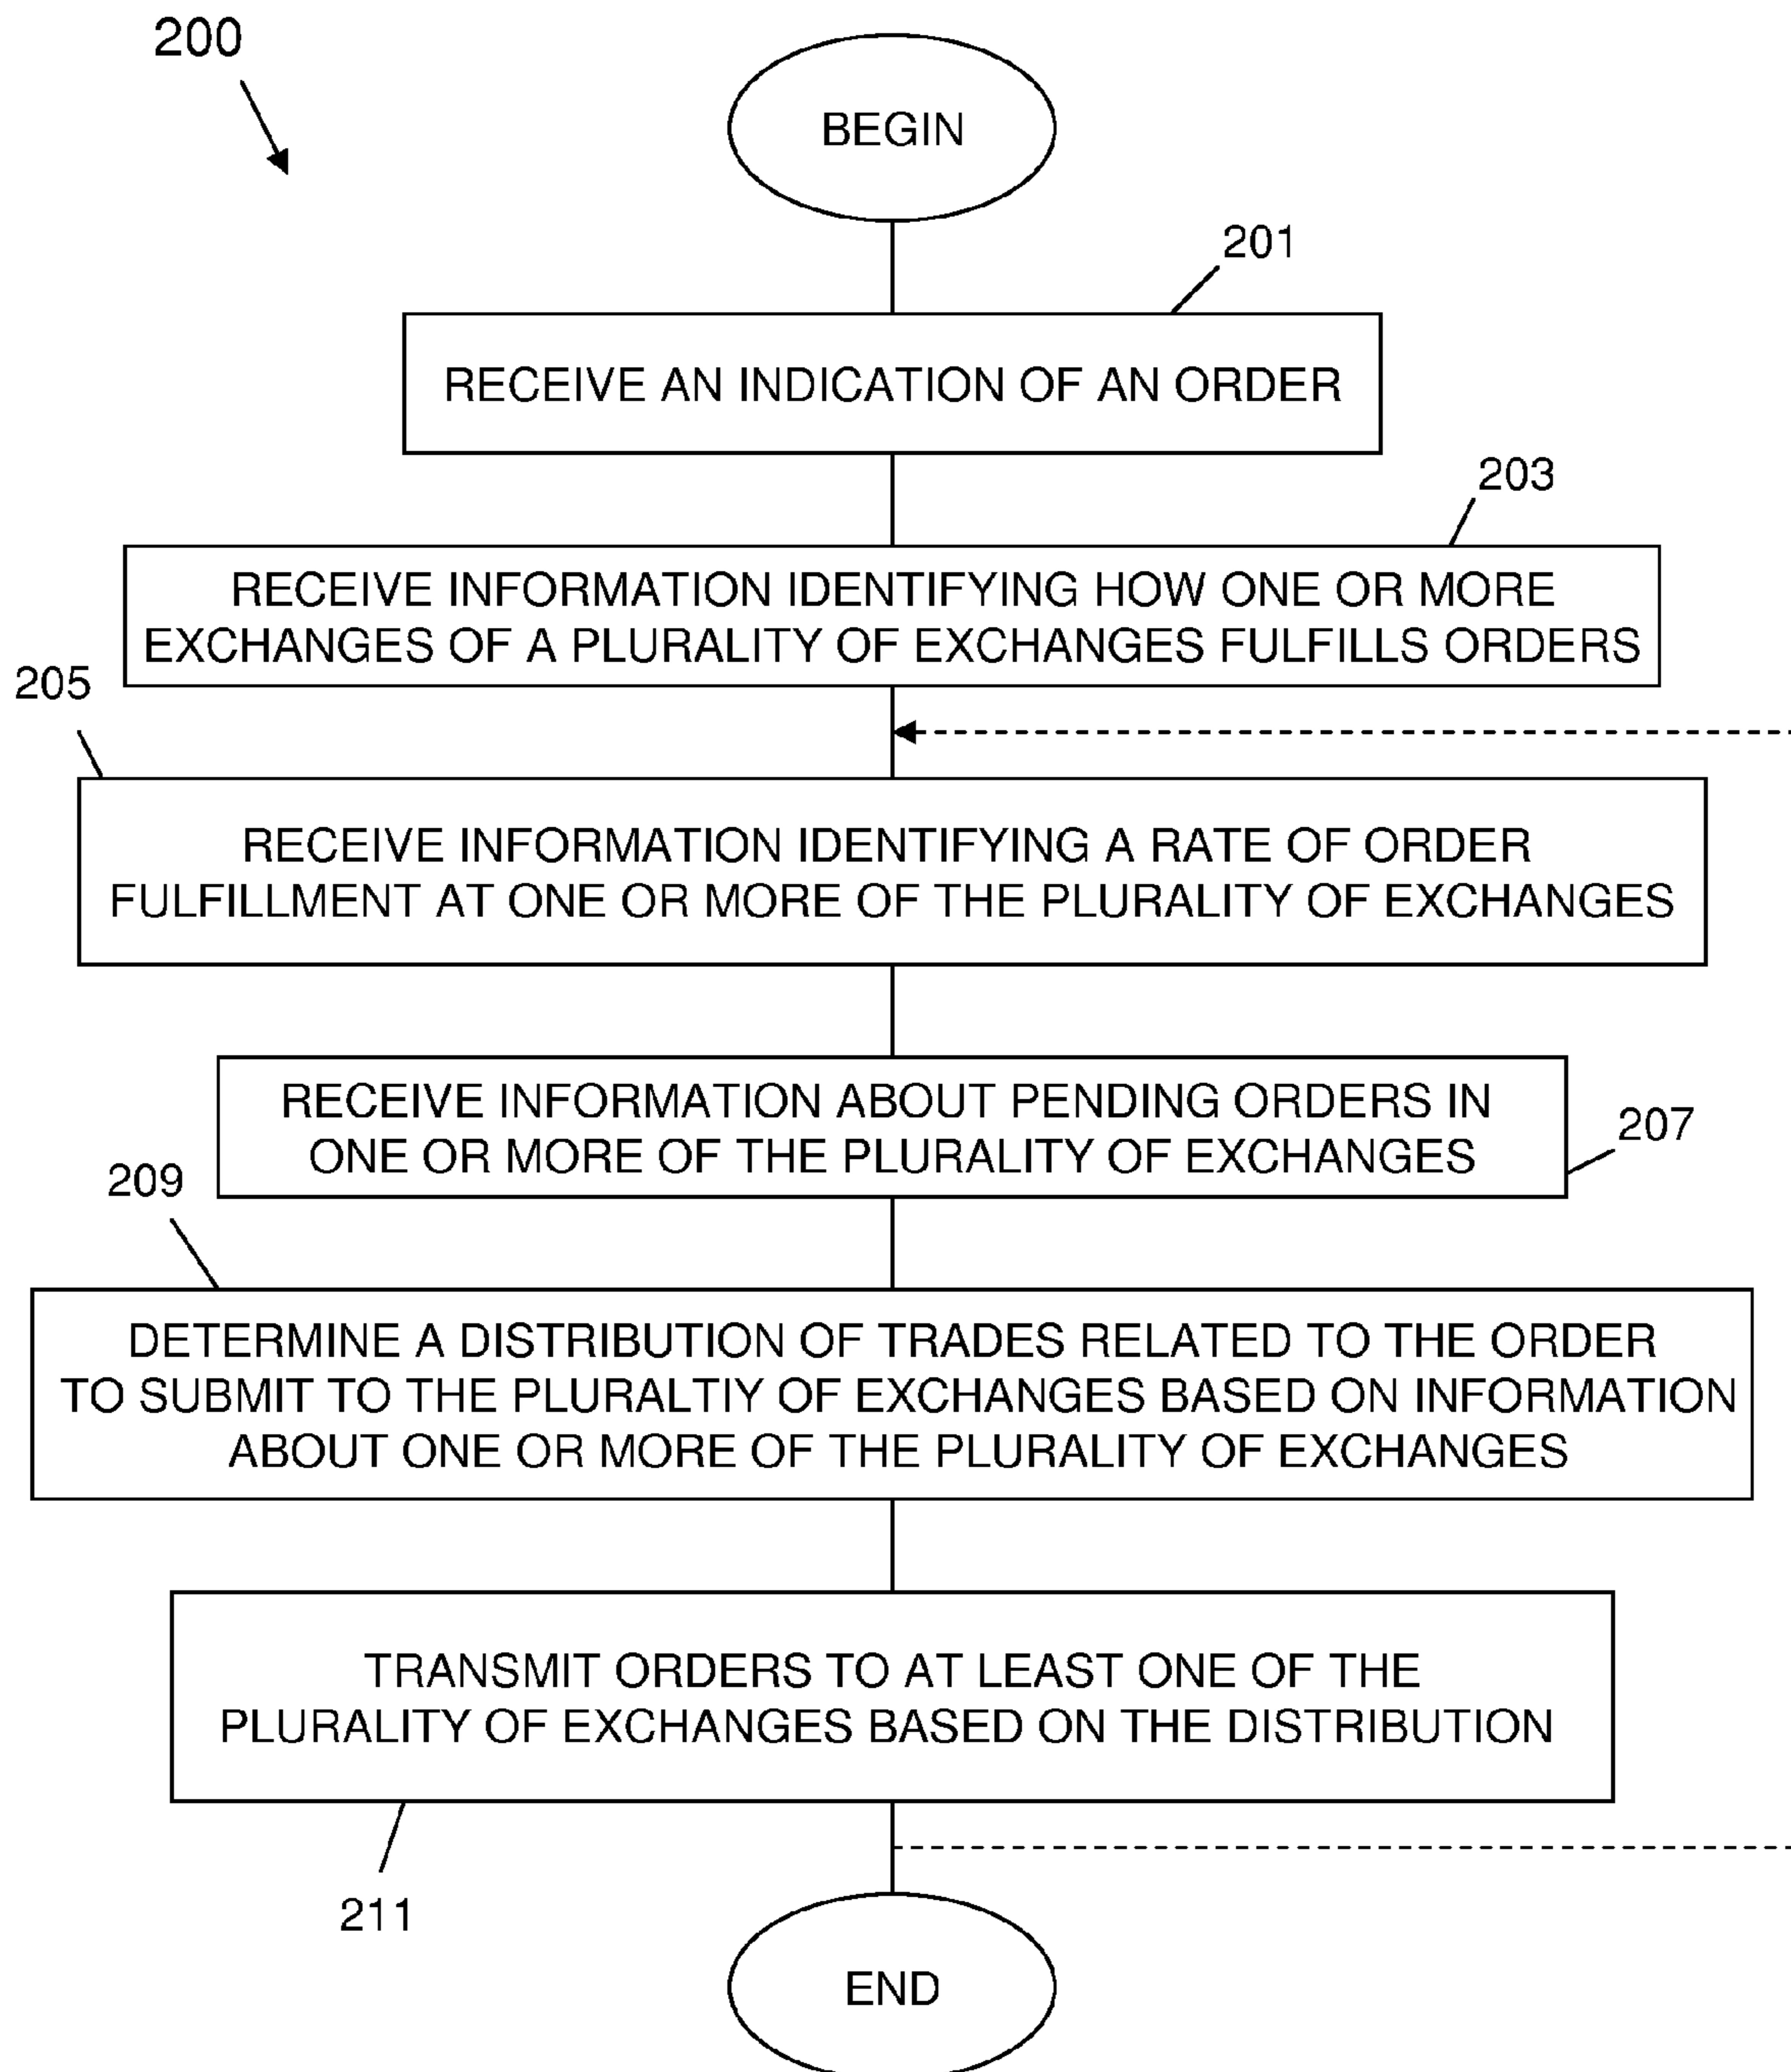 200
BEGIN
201
RECEIVE AN INDICATION OF AN ORDER
203
RECEIVE INFORMATION IDENTIFYING HOW ONE OR MORE
EXCHANGES OF A PLURALITY OF EXCHANGES FULFILLS ORDERS
205
RECEIVE INFORMATION IDENTIFYING A RATE OF ORDER
FULFILLMENT AT ONE OR MORE OF THE PLURALITY OF EXCHANGES
RECEIVE INFORMATION ABOUT PENDING ORDERS IN
ONE OR MORE OF THE PLURALITY OF EXCHANGES
207
209
DETERMINE A DISTRIBUTION OF TRADES RELATED TO THE ORDER
TO SUBMIT TO THE PLURALTIY OF EXCHANGES BASED ON INFORMATION
ABOUT ONE OR MORE OF THE PLURALITY OF EXCHANGES
TRANSMIT ORDERS TO AT LEAST ONE OF THE
PLURALITY OF EXCHANGES BASED ON THE DISTRIBUTION
211
END